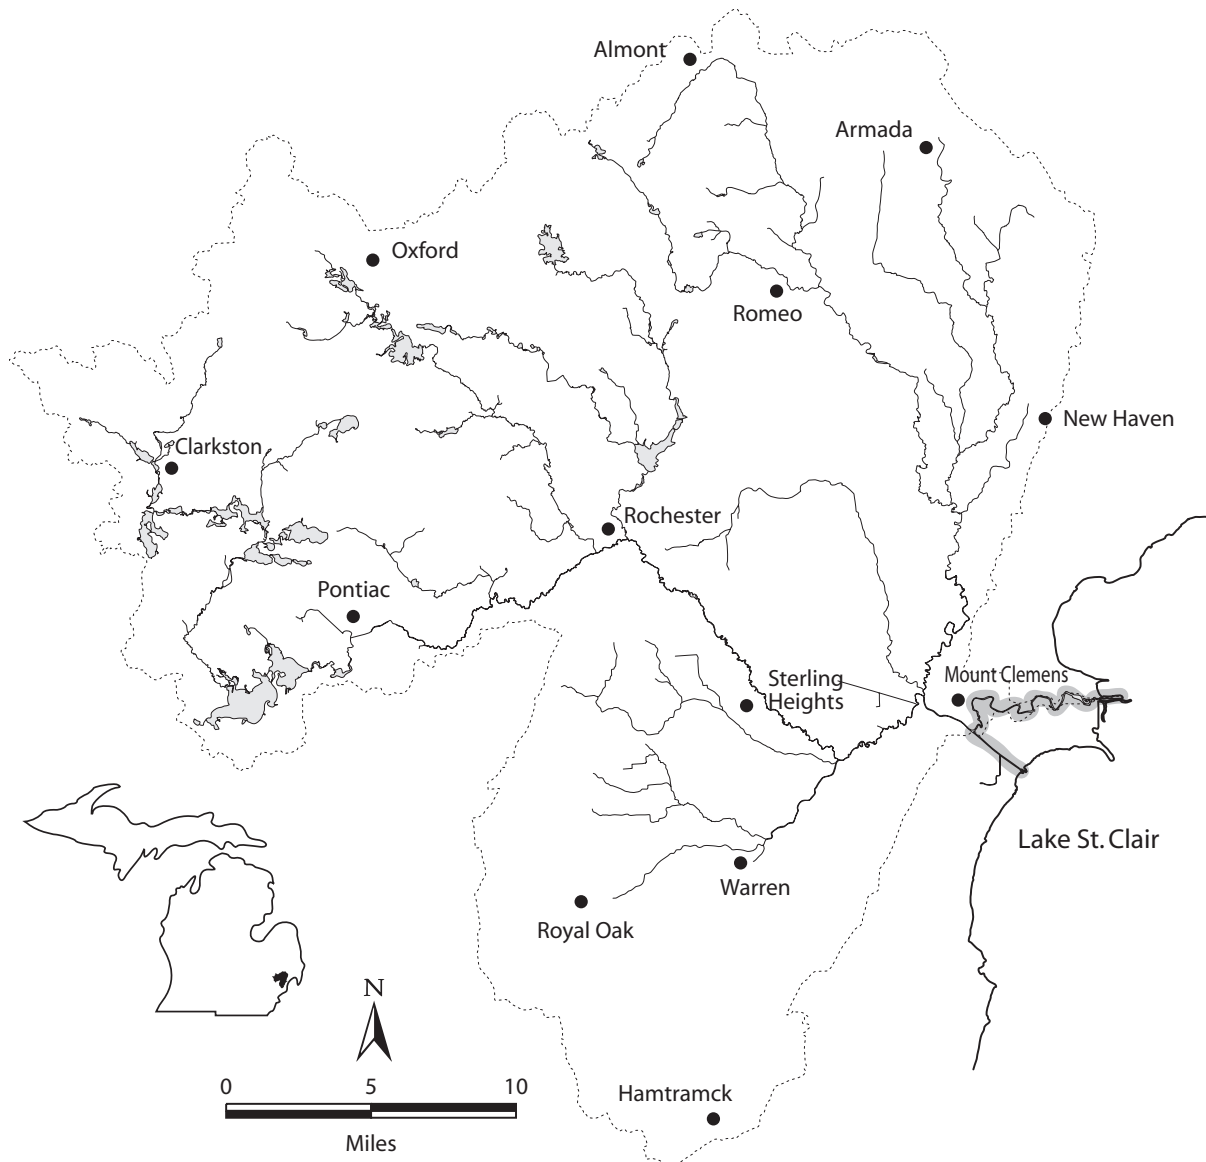 Almont
Armada
Oxford
Romeo
New Haven
Clarkston
Rochester
Pontiac
Mount Clemens
Sterling
Heights
Lake St. Clair
Warren
Royal Oak
N
0 5 10
Miles
Hamtramck